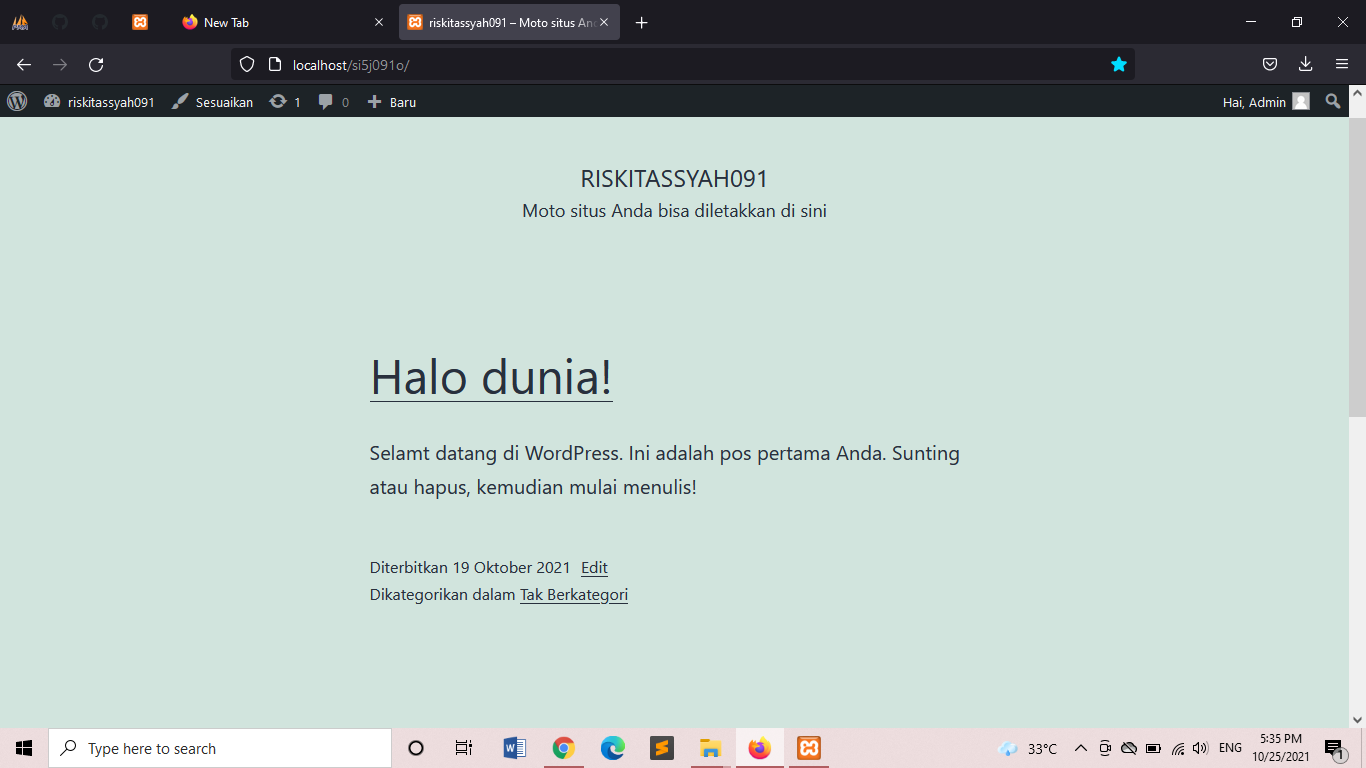 New Tab
riskitassyah091 – Moto situs And
localhost/si5j091o/
riskitassyah091
Sesuaikan
1
0
Baru
Hai, Admin
RISKITASSYAH091
Moto situs Anda bisa diletakkan di sini
Halo dunia!
Selamt datang di WordPress. Ini adalah pos pertama Anda. Sunting
atau hapus, kemudian mulai menulis!
Diterbitkan 19 Oktober 2021 Edit
Dikategorikan dalam Tak Berkategori
Type here to search
33°C
ENG
5:35 PM
10/25/2021
1